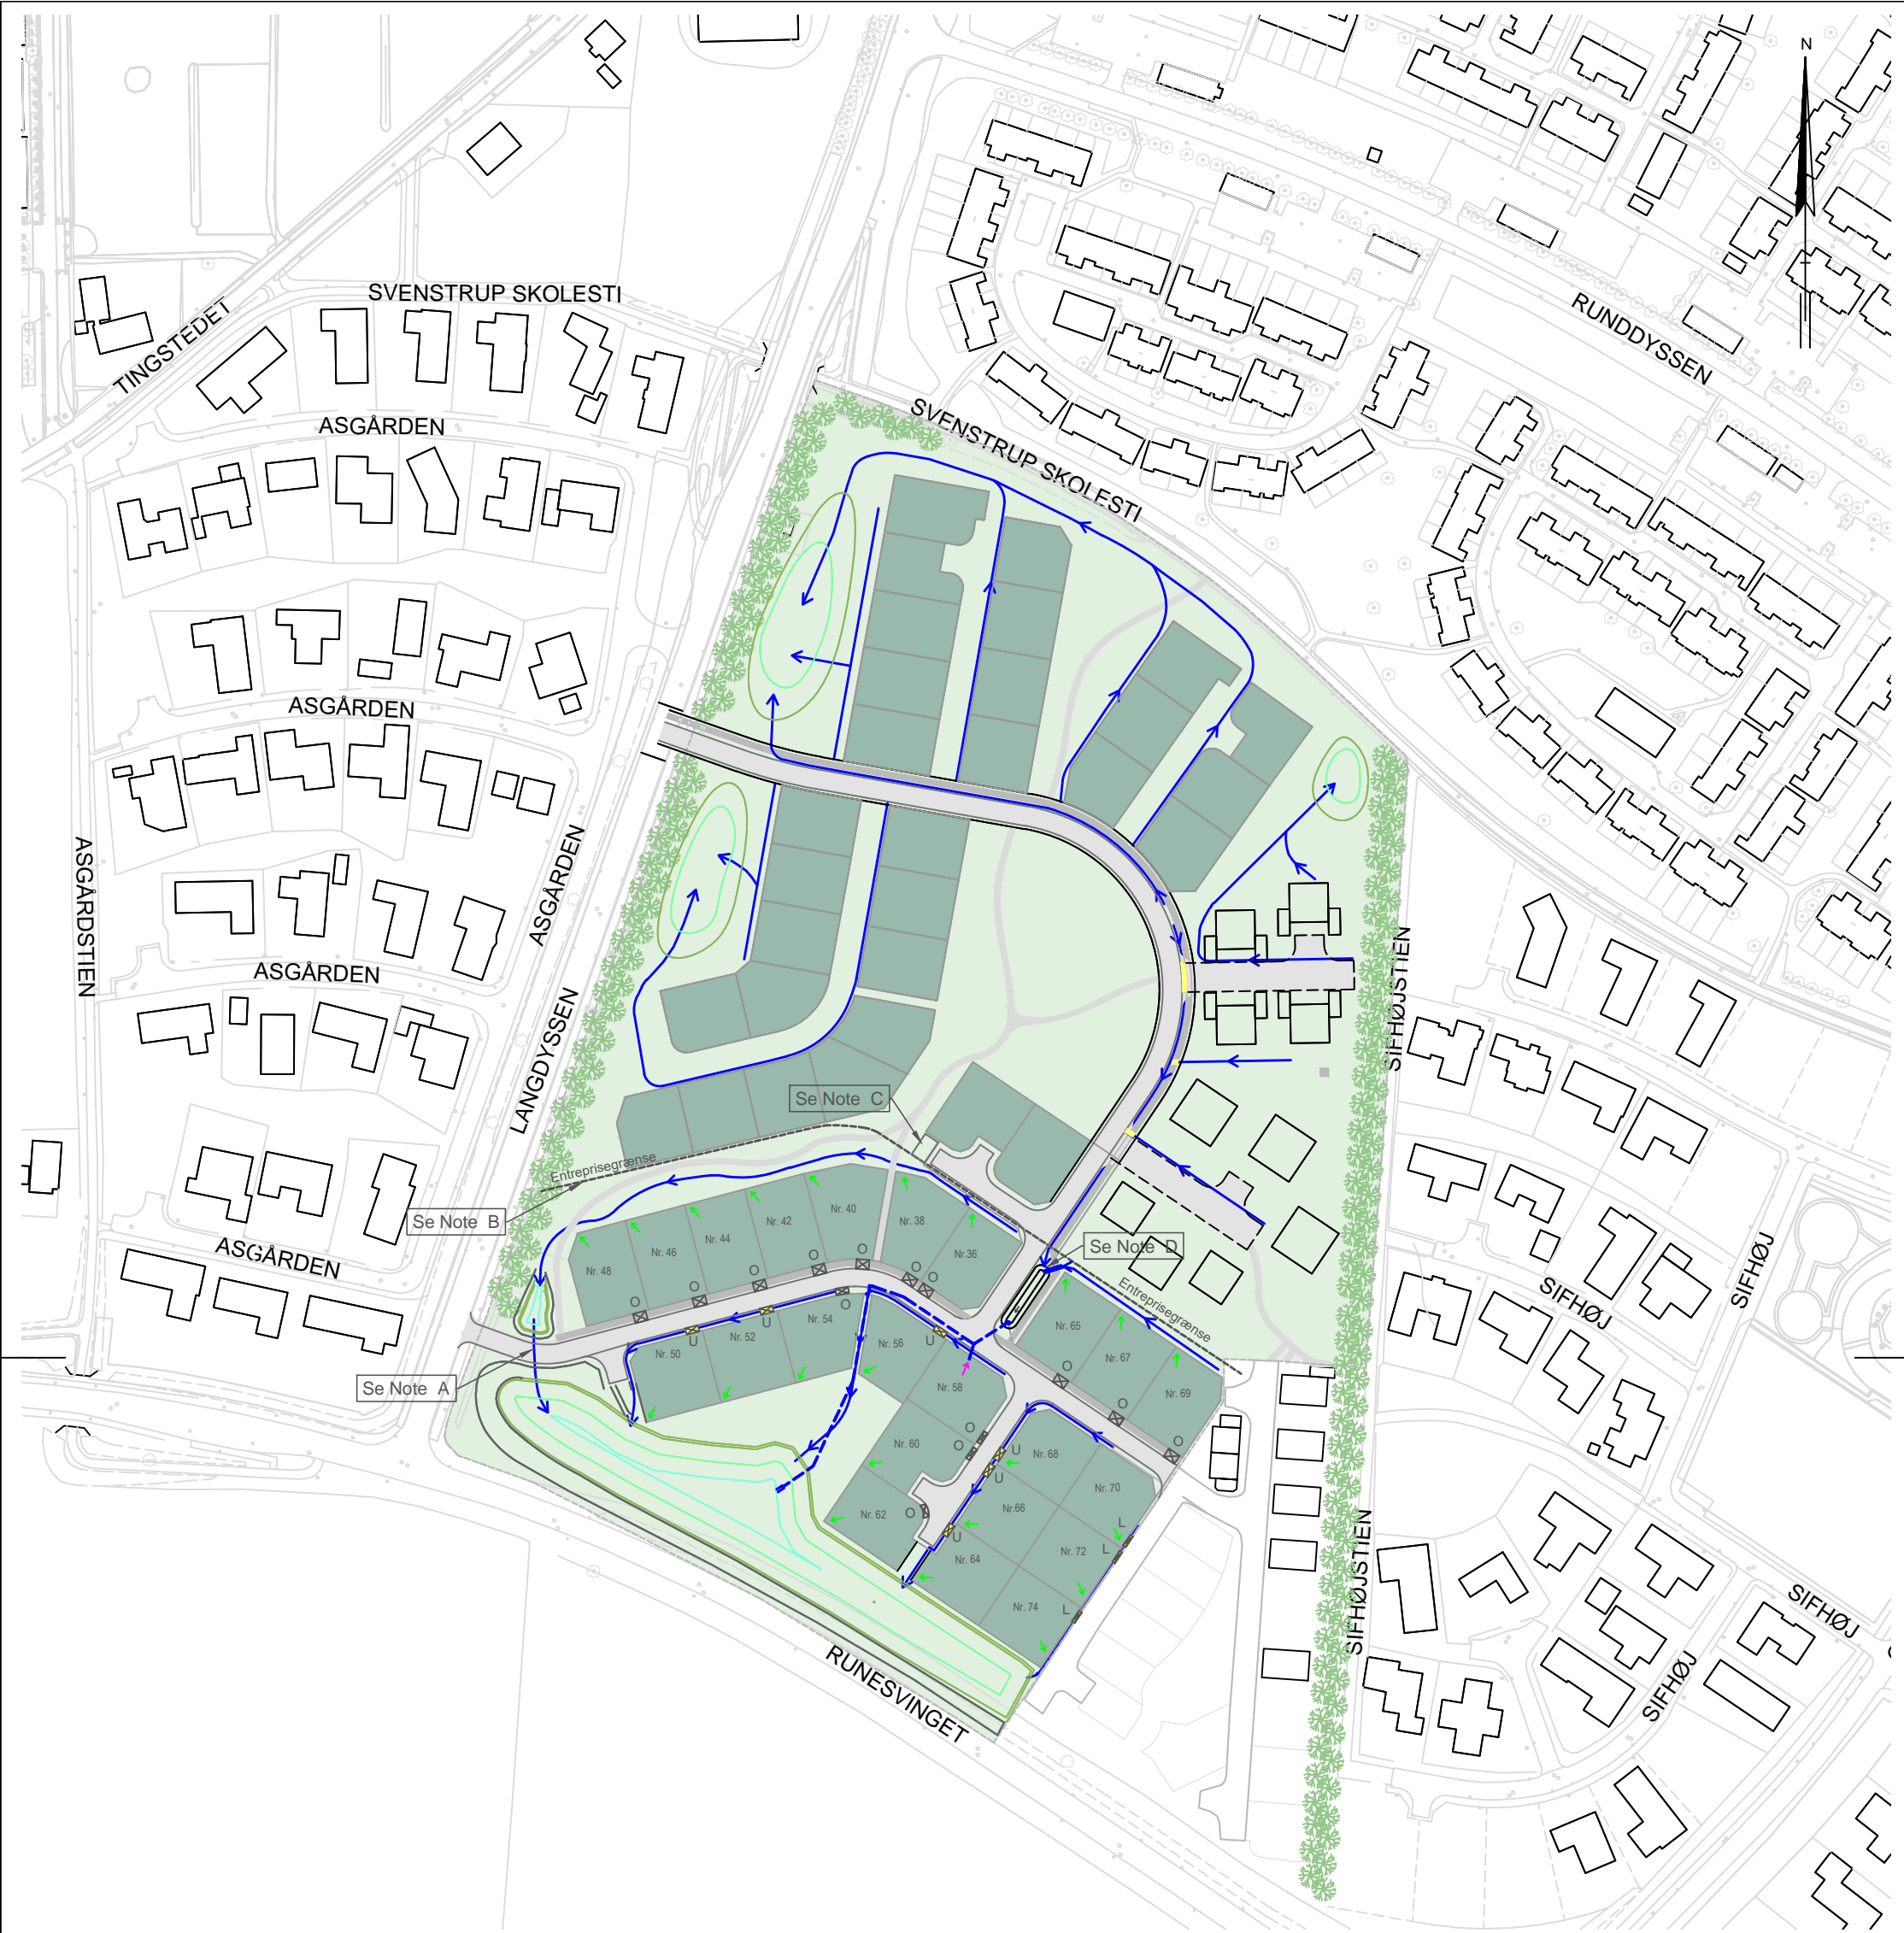 N
SVENSTRUP SKOLESTI
TINGSTEDET
RUNDDYSSEN
ASGÅRDEN
SVENSTRUP SKOLESTI
ASGÅRDEN
ASGÅRDSTIEN
ASGÅRDEN
ASGÅRDEN
SIFHØJSTIEN
LANGDYSSEN
Se Note C
Entreprisegrænse
Se Note B
Se Note D
ASGÅRDEN
Entreprisegrænse
SIFHØJ
SIFHØJ
Nr. 48
Nr. 46
Nr. 44
Nr. 42
Nr. 40
Nr. 38
Nr.36
O
O
O
O
O
O
O
Nr. 50
Nr. 52
Nr. 54
Nr. 56
Nr. 58
U
U
O
U
Nr. 65
Nr. 67
Nr. 69
O
O
O
Se Note A
Nr. 60
Nr. 62
O
O
O
Nr. 68
Nr. 70
Nr. 66
Nr. 72
Nr. 64
Nr. 74
U
U
U
L
L
L
SIFHØJSTIEN
SIFHØJ
SIFHØJ
RUNESVINGET